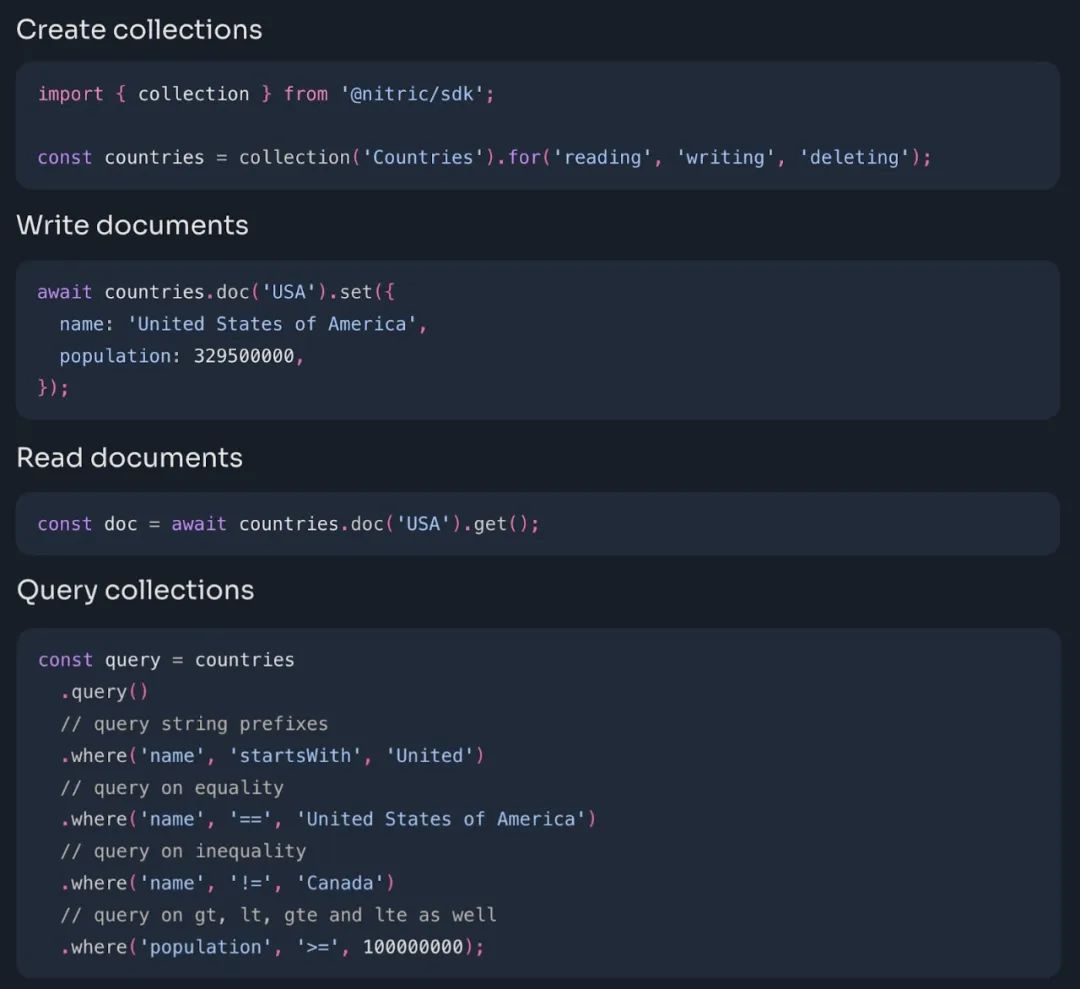 Create collections
import { collection } from '@nitric/sdk';
const countries = collection('Countries').for('reading', 'writing', 'deleting');
Write documents
await countries.doc('USA').set({
  name: 'United States of America',
  population: 329500000,
});
Read documents
const doc = await countries.doc('USA').get();
Query collections
const query = countries
  .query()
  // query string prefixes
  .where('name', 'startsWith', 'United')
  // query on equality
  .where('name', '==', 'United States of America')
  // query on inequality
  .where('name', '!=', 'Canada')
  // query on gt, lt, gte and lte as well
  .where('population', '>=', 100000000);